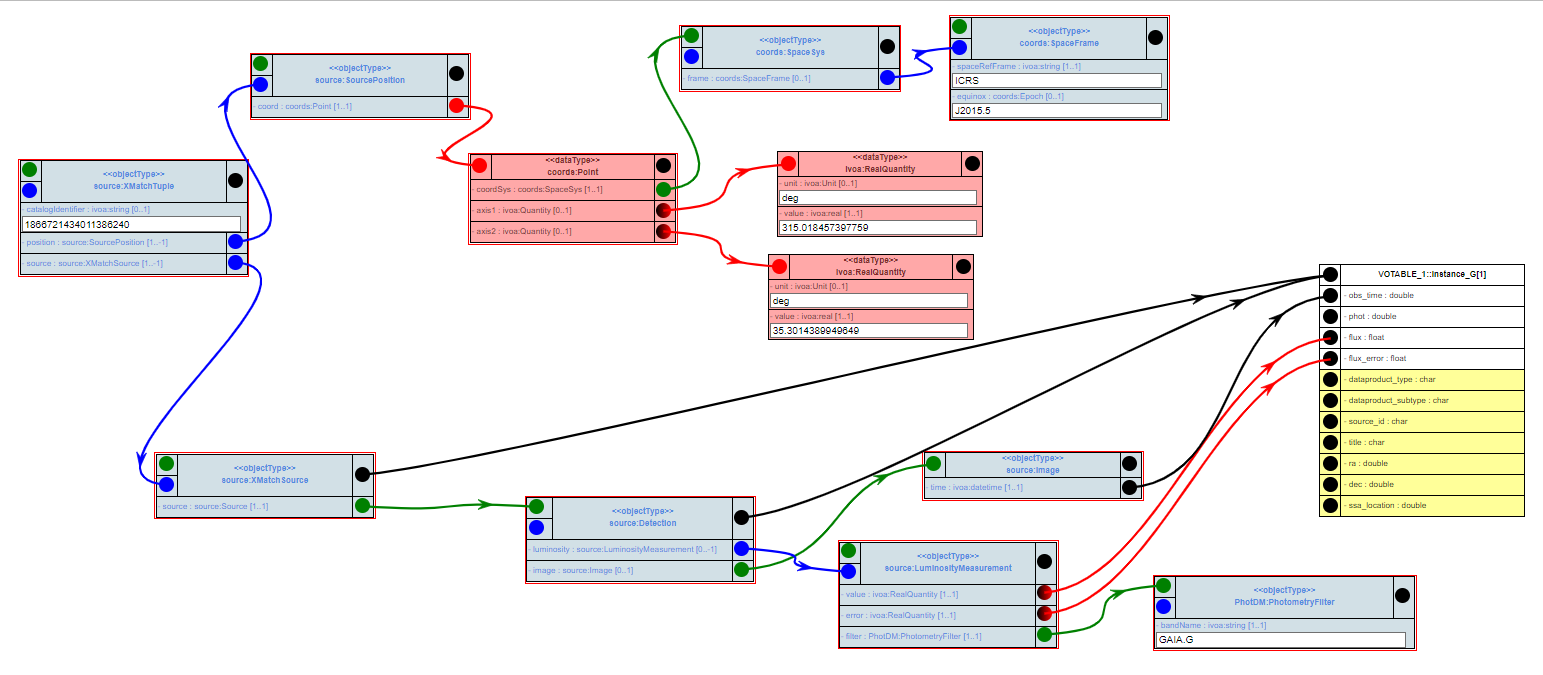 <<objectType>>
source:SourcePosition
- coord : coords:Point [1..1]
<<objectType>>
coords:SpaceSys
- frame : coords:SpaceFrame [0..1]
<<objectType>>
coords:SpaceFrame
- spaceRefFrame : ivoa:string [1..1]
ICRS
- equinox : coords:Epoch [0..1]
J2015.5
<<objectType>>
source:XMatchTuple
- catalogIdentifier : ivoa:string [0..1]
1866721434011386240
- position : source:SourcePosition [1..-1]
- source : source:XMatchSource [1..-1]
<<dataType>>
coords:Point
- coordSys : coords:SpaceSys [1..1]
- axis1 : ivoa:Quantity [0..1]
- axis2 : ivoa:Quantity [0..1]
<<dataType>>
ivoa:RealQuantity
- unit : ivoa:Unit [0..1]
deg
- value : ivoa:real [1..1]
315.018457397759
<<dataType>>
ivoa:RealQuantity
- unit : ivoa:Unit [0..1]
deg
- value : ivoa:real [1..1]
35.3014389949649
VOTABLE_1::Instance_G[1]
- obs_time : double
- phot : double
- flux : float
- flux_error : float
- dataproduct_type : char
- dataproduct_subtype : char
- source_id : char
- title : char
- ra : double
- dec : double
- ssa_location : double
<<objectType>>
source:XMatchSource
- source : source:Source [1..1]
<<objectType>>
source:Detection
- luminosity : source:LuminosityMeasurement [0..-1]
- image : source:Image [0..1]
<<objectType>>
source:Image
- time : ivoa:datetime [1..1]
<<objectType>>
source:LuminosityMeasurement
- value : ivoa:RealQuantity [1..1]
- error : ivoa:RealQuantity [1..1]
- filter : PhotDM:PhotometryFilter [1..1]
<<objectType>>
PhotDM:PhotometryFilter
- bandName : ivoa:string [1..1]
GAIA.G